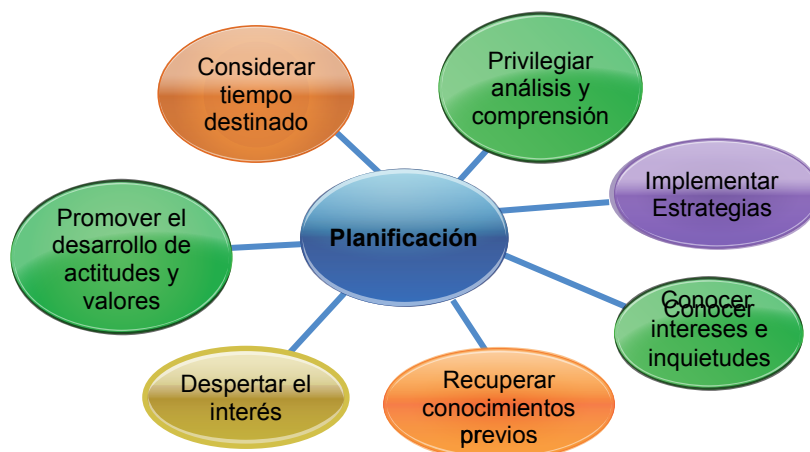 Considerar
tiempo
destinado
Privilegiar
análisis y
comprensión
Implementar
Estrategias
Planificación
Promover el
desarrollo de
actitudes y
valores
Conocer
Conocer
intereses e
inquietudes
Despertar el
interés
Recuperar
conocimientos
previos